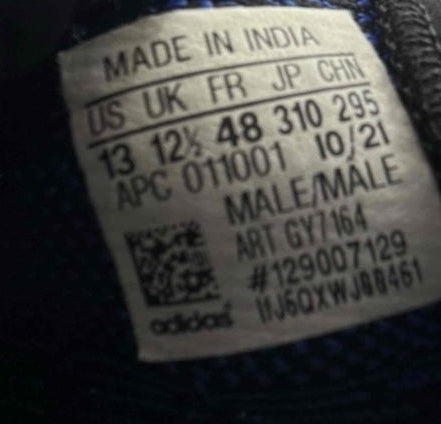 MADE IN INDIA
US UK FR JP CHN
13 12½ 48 310 295
APC 011001 10/21
MALE/MÂLE
ART GY7164
#129007129
adidas